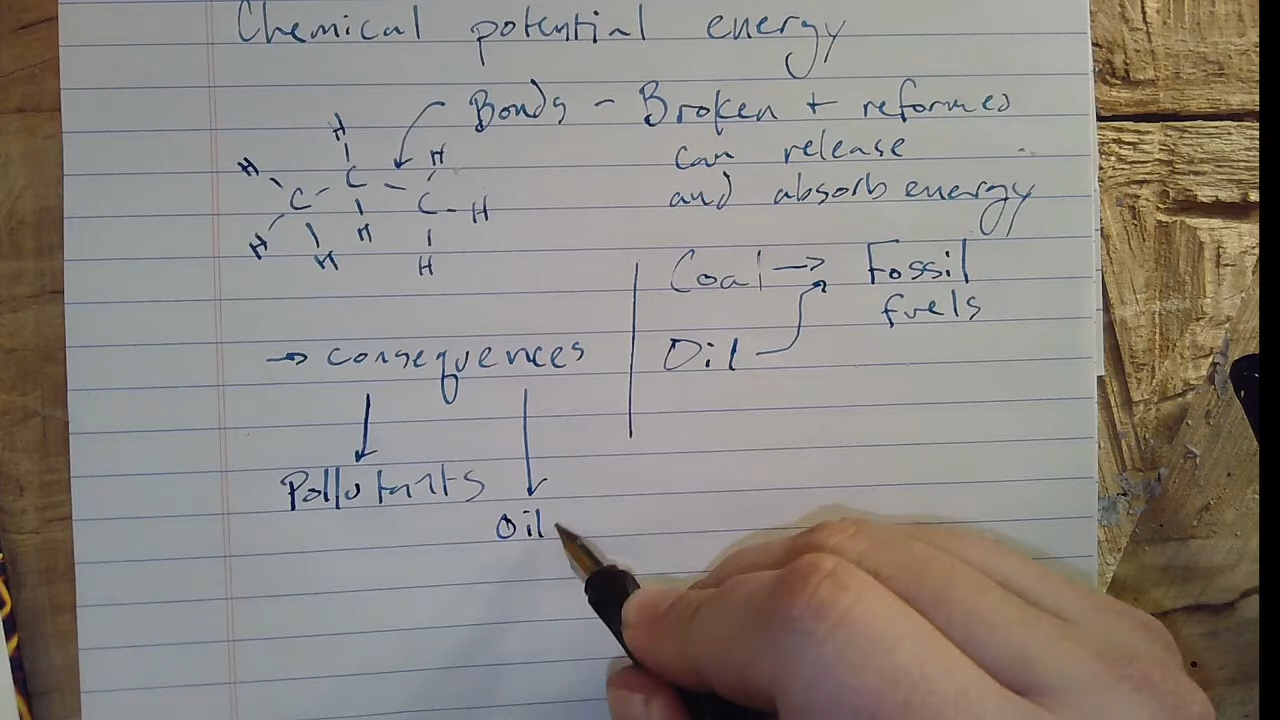 Chemical potential energy
Bonds - Broken + reformed
can release
and absorb energy
H
H H
C C C - H
H H H H
Coal → Fossil
fuels
→ consequences
Oil
Pollutants
Oil